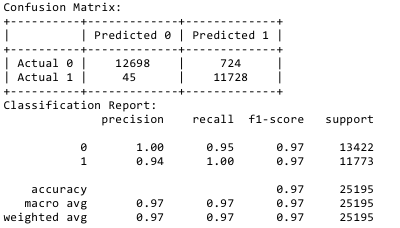 Confusion Matrix:
+----------+-------------+-------------+
|          | Predicted 0 | Predicted 1 |
+----------+-------------+-------------+
| Actual 0 |    12698    |     724     |
| Actual 1 |     45      |    11728    |
+----------+-------------+-------------+
Classification Report:
              precision    recall  f1-score   support

           0       1.00      0.95      0.97     13422
           1       0.94      1.00      0.97     11773

    accuracy                           0.97     25195
   macro avg       0.97      0.97      0.97     25195
weighted avg       0.97      0.97      0.97     25195